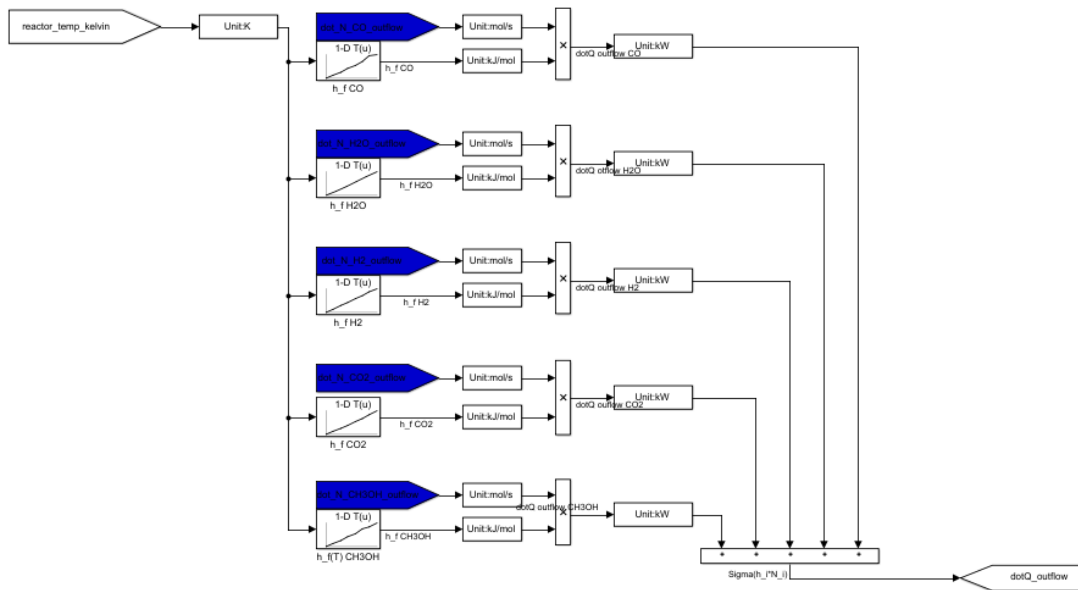 reactor_temp_kelvin
Unit:K
dot_N_CO_outflow
Unit:mol/s
1-D T(u)
h_f CO
Unit:kJ/mol
h_f CO
×
dotQ outflow CO
Unit:kW
dot_N_H2O_outflow
Unit:mol/s
1-D T(u)
h_f H2O
Unit:kJ/mol
h_f H2O
×
dotQ otflow H2O
Unit:kW
dot_N_H2_outflow
Unit:mol/s
1-D T(u)
h_f H2
Unit:kJ/mol
h_f H2
×
dotQ outflow H2
Unit:kW
dot_N_CO2_outflow
Unit:mol/s
1-D T(u)
h_f CO2
Unit:kJ/mol
h_f CO2
×
dotQ ouflow CO2
Unit:kW
dot_N_CH3OH_outflow
Unit:mol/s
1-D T(u)
h_f CH3OH
Unit:kJ/mol
h_f(T) CH3OH
×
dotQ outflow CH3OH
Unit:kW
+ + + + +
Sigma(h_i*N_i)
dotQ_outflow